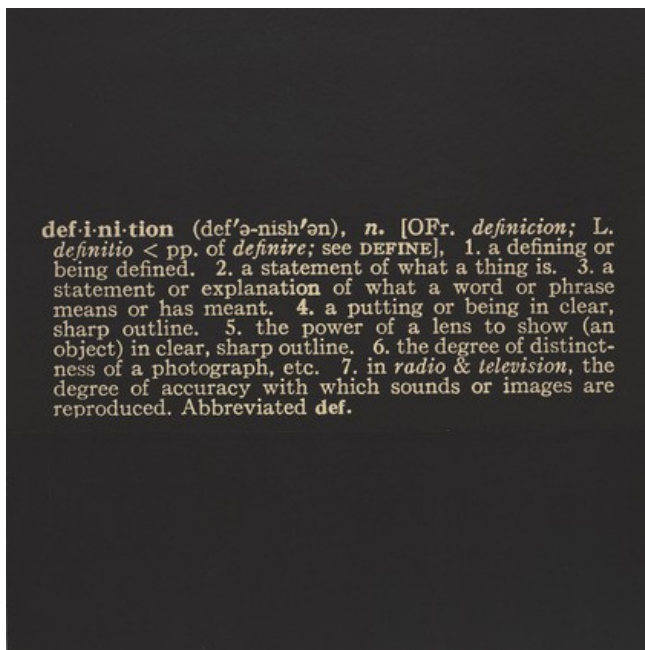 def·i·ni·tion (def′ə-nish′ən), n. [OFr. definicion; L.
definitio < pp. of definire; see DEFINE], 1. a defining or
being defined. 2. a statement of what a thing is. 3. a
statement or explanation of what a word or phrase
means or has meant. 4. a putting or being in clear,
sharp outline. 5. the power of a lens to show (an
object) in clear, sharp outline. 6. the degree of distinct-
ness of a photograph, etc. 7. in radio & television, the
degree of accuracy with which sounds or images are
reproduced. Abbreviated def.